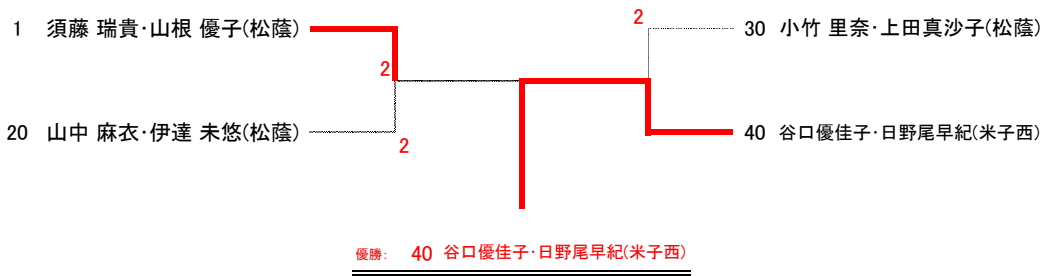 1 須藤 瑞貴・山根 優子(松蔭)
2
20 山中 麻衣・伊達 未悠(松蔭)
2
2
30 小竹 里奈・上田真沙子(松蔭)
40 谷口優佳子・日野尾早紀(米子西)
優勝: 40 谷口優佳子・日野尾早紀(米子西)